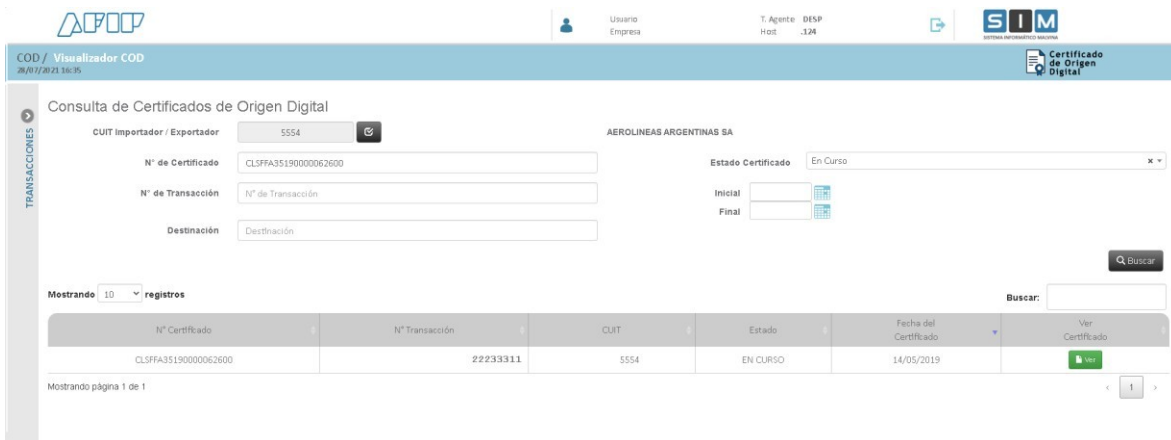 AFIP
Usuario
Empresa
T. Agente DESP
Host .124
SIM
SISTEMA INFORMÁTICO MALVINA
COD / Visualizador COD
28/07/2021 16:35
Certificado
de Origen
Digital
TRANSACCIONES
Consulta de Certificados de Origen Digital
CUIT Importador / Exportador 5554 AEROLINEAS ARGENTINAS SA
N° de Certificado CLSFFA35190000062600 Estado Certificado En Curso
N° de Transacción N° de Transacción Inicial
Final
Destinación Destinación
Buscar
Mostrando 10 registros Buscar:
N° Certificado N° Transacción CUIT Estado Fecha del Certificado Ver Certificado
CLSFFA35190000062600 22233311 5554 EN CURSO 14/05/2019 Ver
Mostrando página 1 de 1 1